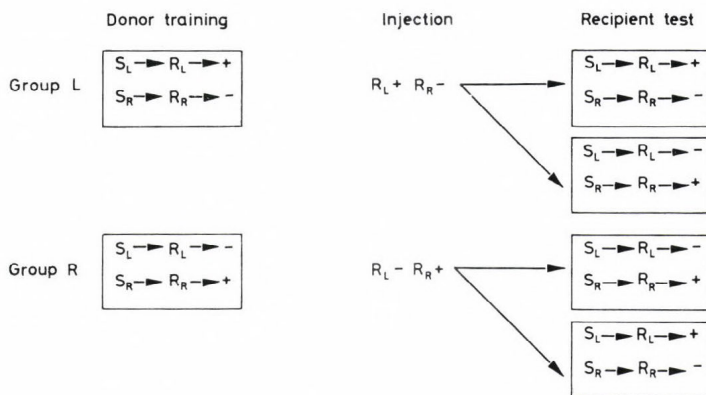 Donor training Injection Recipient test
Group L
S_L → R_L → +
S_R → R_R → -
R_L + R_R -
S_L → R_L → +
S_R → R_R → -
S_L → R_L → -
S_R → R_R → +
Group R
S_L → R_L → -
S_R → R_R → +
R_L - R_R +
S_L → R_L → -
S_R → R_R → +
S_L → R_L → +
S_R → R_R → -